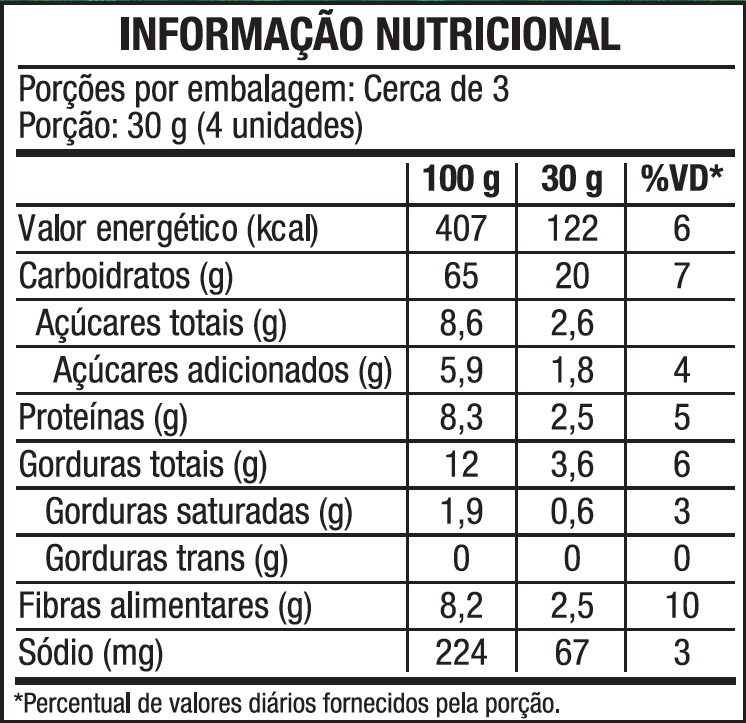 INFORMAÇÃO NUTRICIONAL
Porções por embalagem: Cerca de 3
Porção: 30 g (4 unidades)
100 g 30 g %VD*
Valor energético (kcal) 407 122 6
Carboidratos (g) 65 20 7
Açúcares totais (g) 8,6 2,6
Açúcares adicionados (g) 5,9 1,8 4
Proteínas (g) 8,3 2,5 5
Gorduras totais (g) 12 3,6 6
Gorduras saturadas (g) 1,9 0,6 3
Gorduras trans (g) 0 0 0
Fibras alimentares (g) 8,2 2,5 10
Sódio (mg) 224 67 3
*Percentual de valores diários fornecidos pela porção.